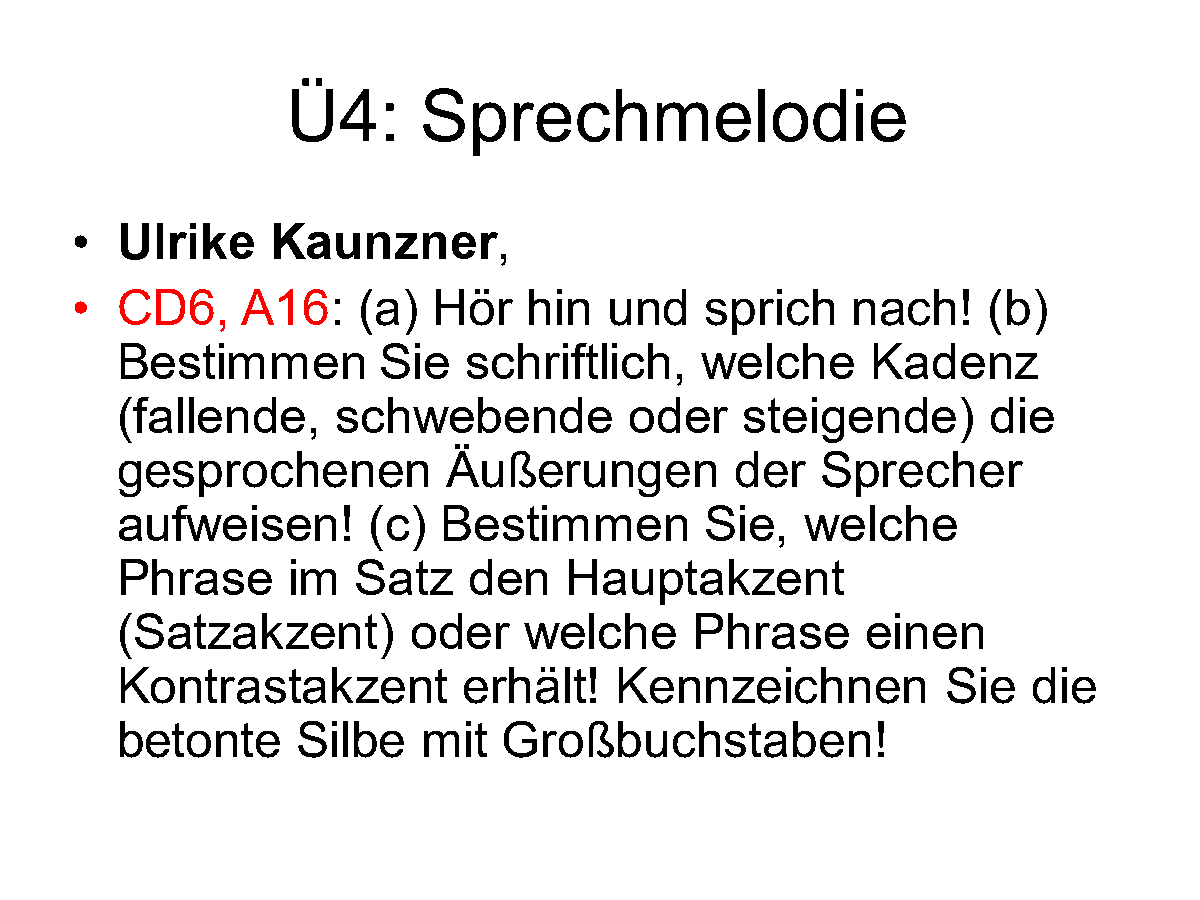 Ü4: Sprechmelodie
• Ulrike Kaunzner,
• CD6, A16: (a) Hör hin und sprich nach! (b)
Bestimmen Sie schriftlich, welche Kadenz
(fallende, schwebende oder steigende) die
gesprochenen Äußerungen der Sprecher
aufweisen! (c) Bestimmen Sie, welche
Phrase im Satz den Hauptakzent
(Satzakzent) oder welche Phrase einen
Kontrastakzent erhält! Kennzeichnen Sie die
betonte Silbe mit Großbuchstaben!